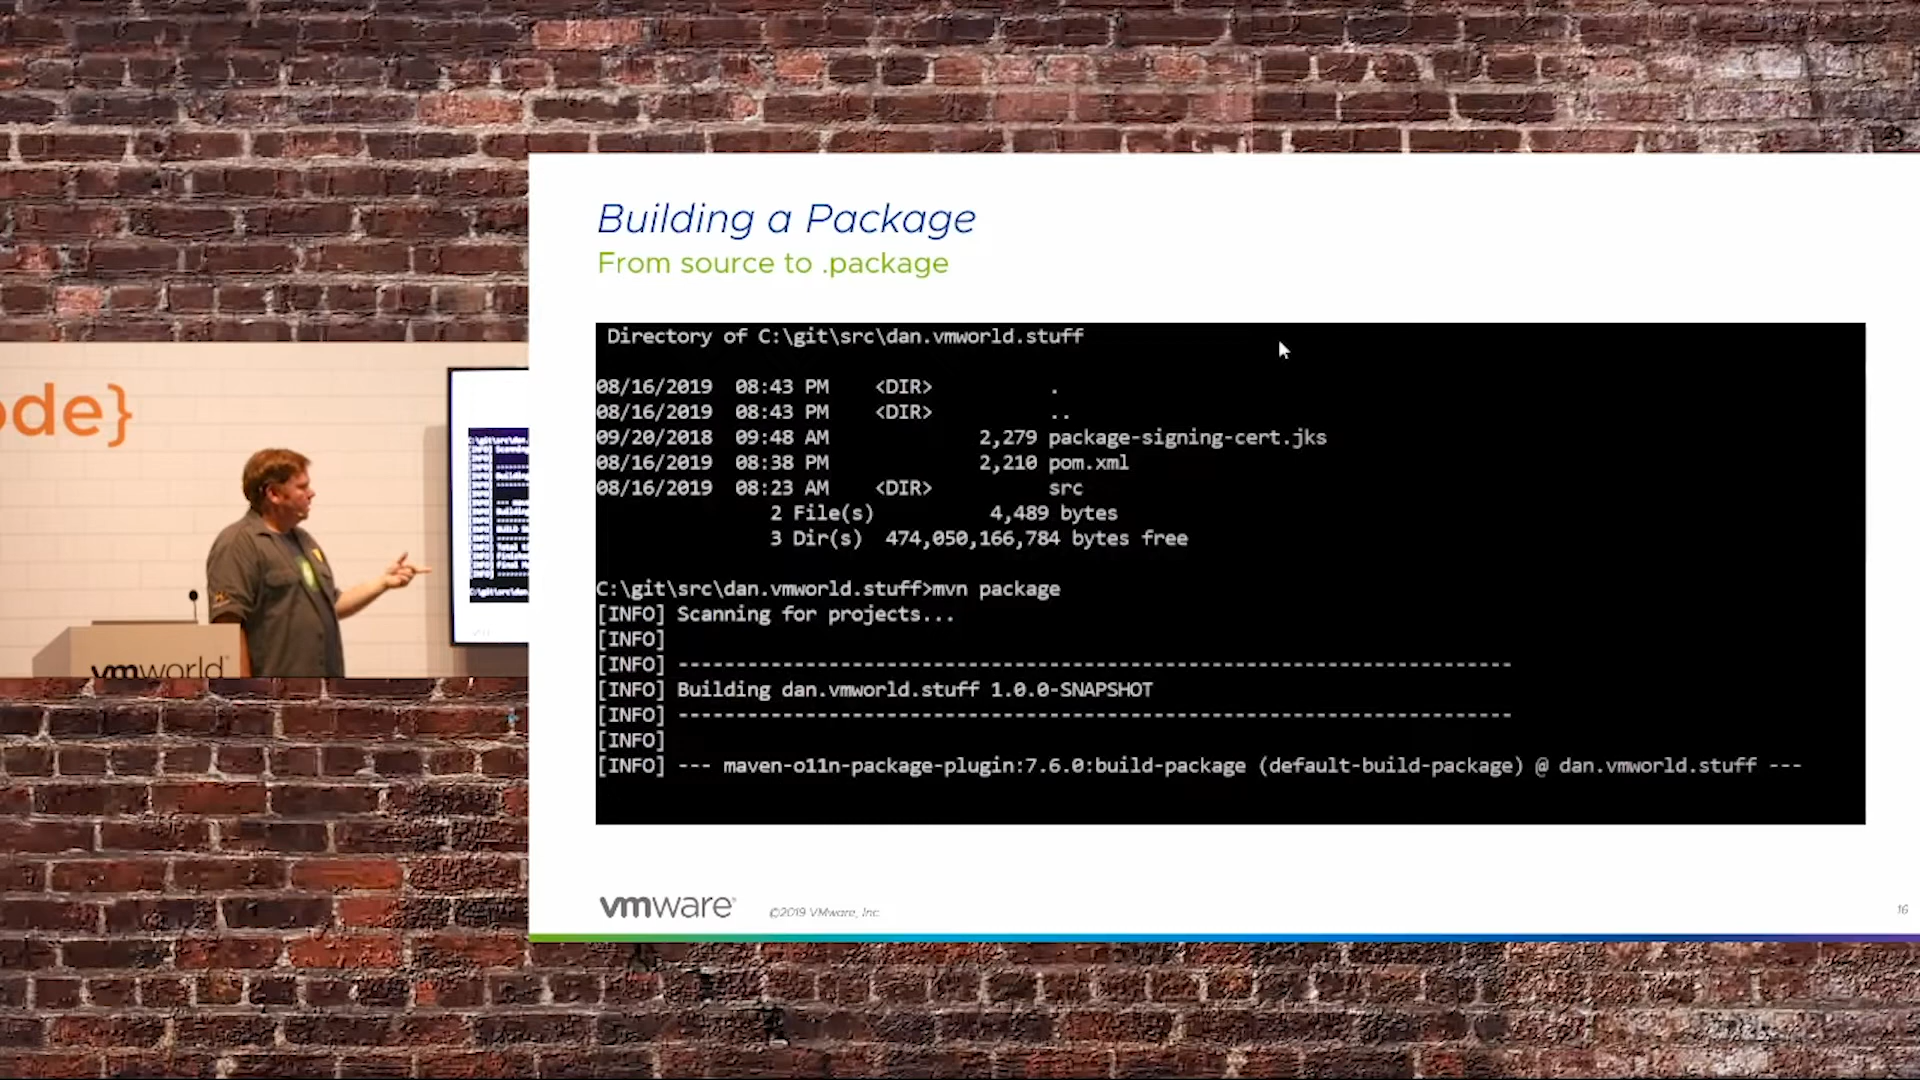 Building a Package
From source to .package
Directory of C:\git\src\dan.vmworld.stuff
08/16/2019 08:43 PM <DIR> .
08/16/2019 08:43 PM <DIR> ..
09/20/2018 09:48 AM 2,279 package-signing-cert.jks
08/16/2019 08:38 PM 2,210 pom.xml
08/16/2019 08:23 AM <DIR> src
2 File(s) 4,489 bytes
3 Dir(s) 474,050,166,784 bytes free
C:\git\src\dan.vmworld.stuff>mvn package
[INFO] Scanning for projects...
[INFO]
[INFO] ------------------------------------------------------------------------
[INFO] Building dan.vmworld.stuff 1.0.0-SNAPSHOT
[INFO] ------------------------------------------------------------------------
[INFO]
[INFO] --- maven-o11n-package-plugin:7.6.0:build-package (default-build-package) @ dan.vmworld.stuff ---
vmware®
©2019 VMware, Inc.
16
ode}
vmworld®